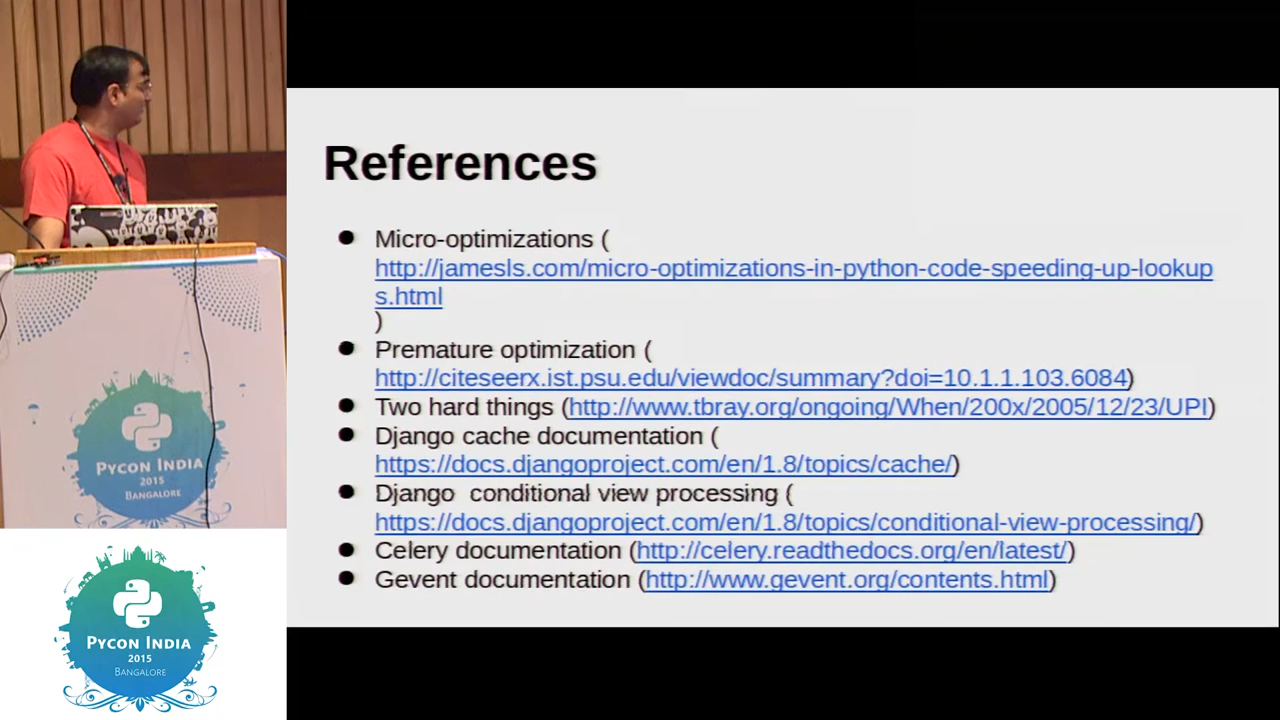 References
Micro-optimizations (
http://jamesls.com/micro-optimizations-in-python-code-speeding-up-lookup
s.html
)
Premature optimization (
http://citeseerx.ist.psu.edu/viewdoc/summary?doi=10.1.1.103.6084)
Two hard things (http://www.tbray.org/ongoing/When/200x/2005/12/23/UPI)
Django cache documentation (
https://docs.djangoproject.com/en/1.8/topics/cache/)
Django  conditional view processing (
https://docs.djangoproject.com/en/1.8/topics/conditional-view-processing/)
Celery documentation (http://celery.readthedocs.org/en/latest/)
Gevent documentation (http://www.gevent.org/contents.html)
PYCON INDIA
2015
BANGALORE
PYCON INDIA
2015
BANGALORE